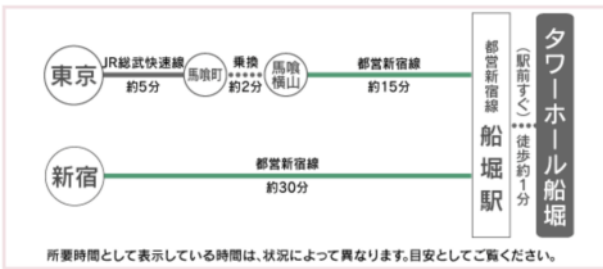 東京
JR総武快速線
約5分
馬喰町
乗換
約2分
馬喰
横山
都営新宿線
約15分
新宿
都営新宿線
約30分
都営新宿線 船堀駅
(駅前すぐ)
徒歩約1分
タワーホール船堀
所要時間として表示している時間は、状況によって異なります。目安としてご覧ください。